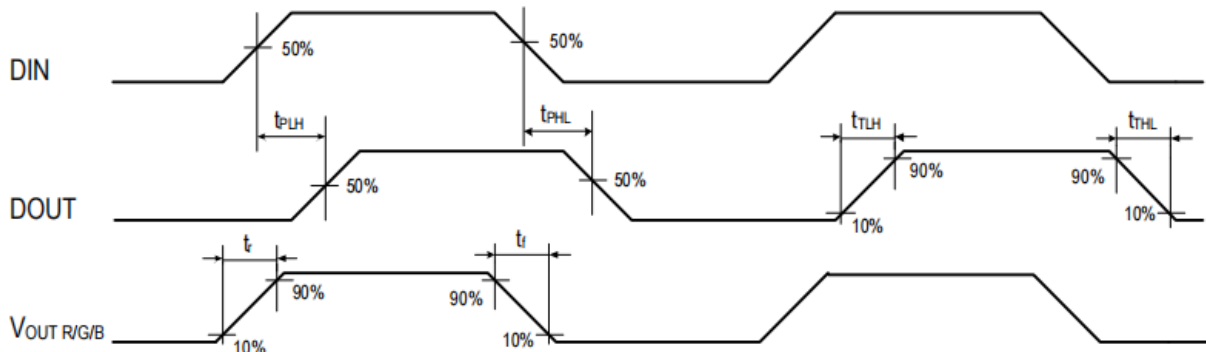 DIN
50%
50%
tPLH
tPHL
tTLH
tTHL
DOUT
50%
50%
90%
90%
10%
10%
tr
tf
VOUT R/G/B
90%
90%
10%
10%